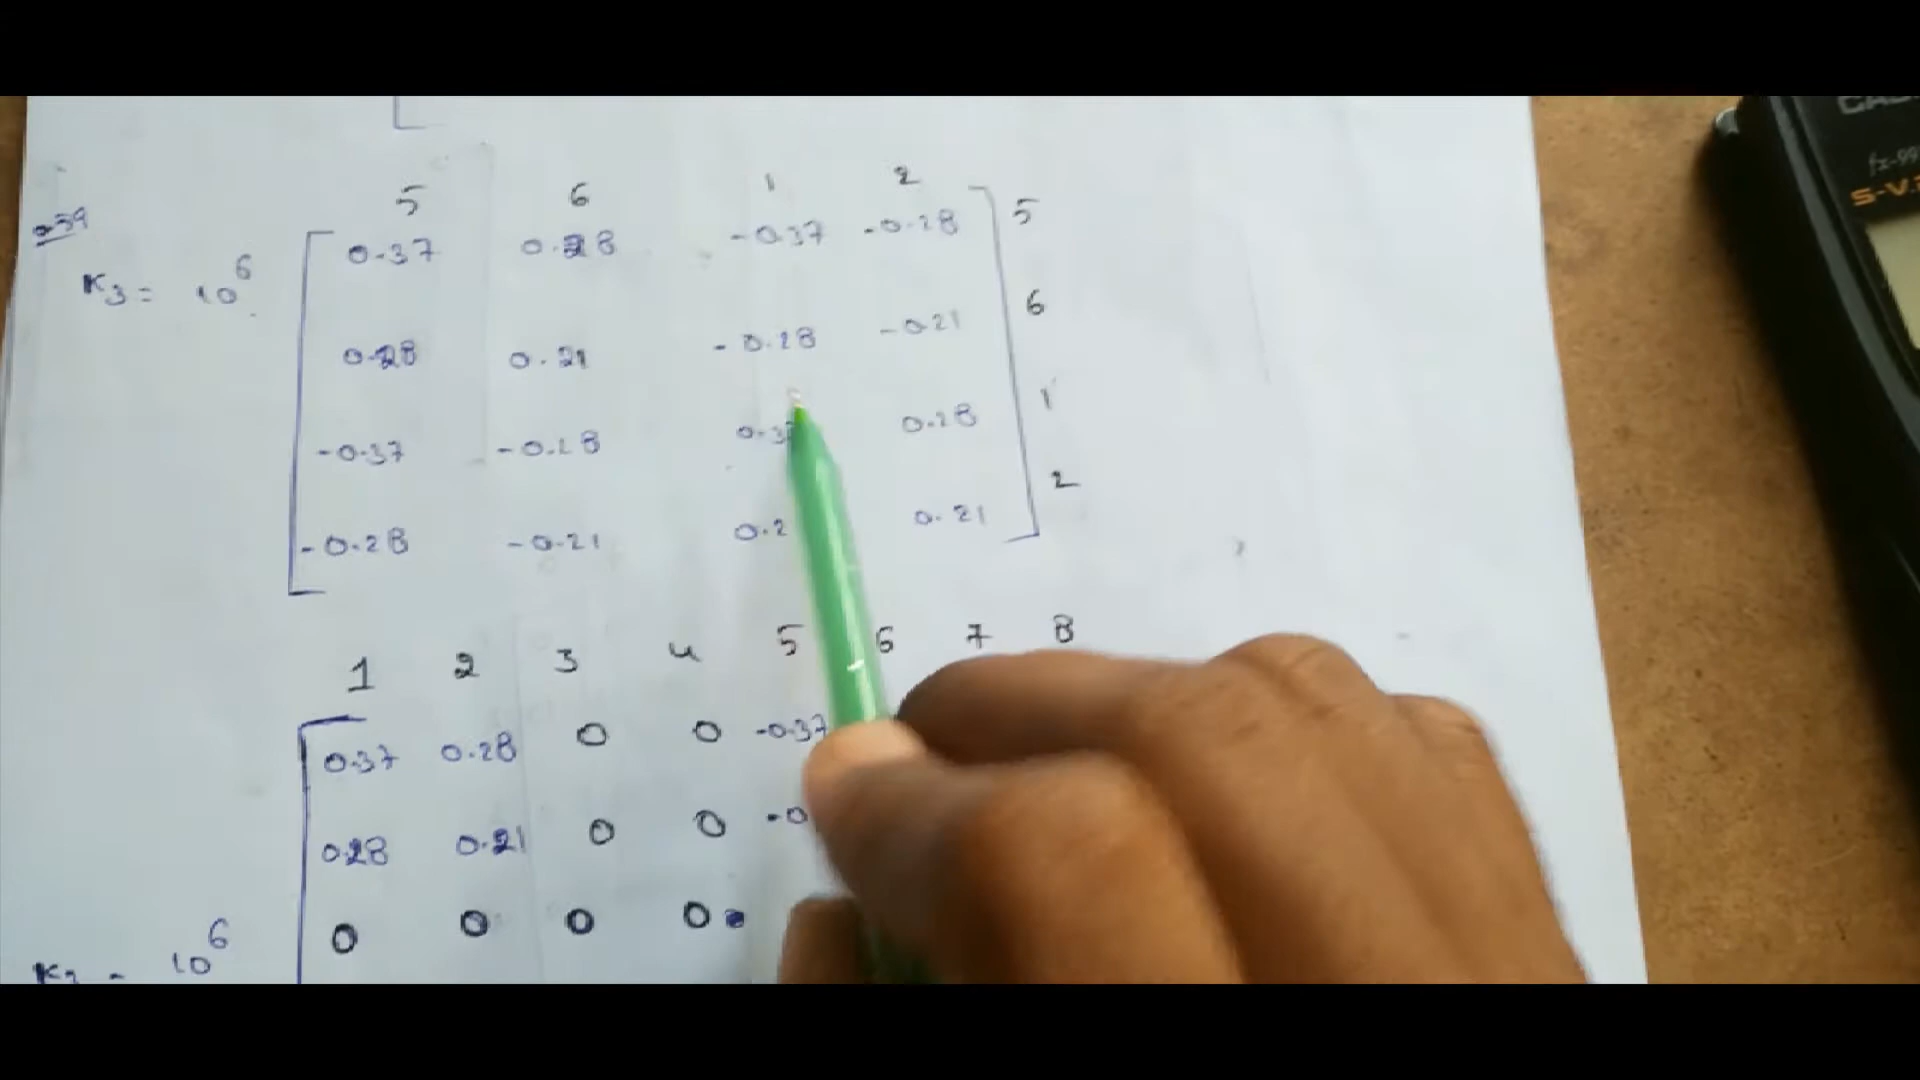 5 6 1 2
0.37 0.28 -0.37 -0.28 5
K3 = 10^6
0.28 0.21 -0.28 -0.21 6
-0.37 -0.28 0.28 1
-0.28 -0.21 0.21 2
1 2 3 4 5 6 7 8
0.37 0.28 0 0 -0.37
0.28 0.21 0 0
0 0 0 0
10^6